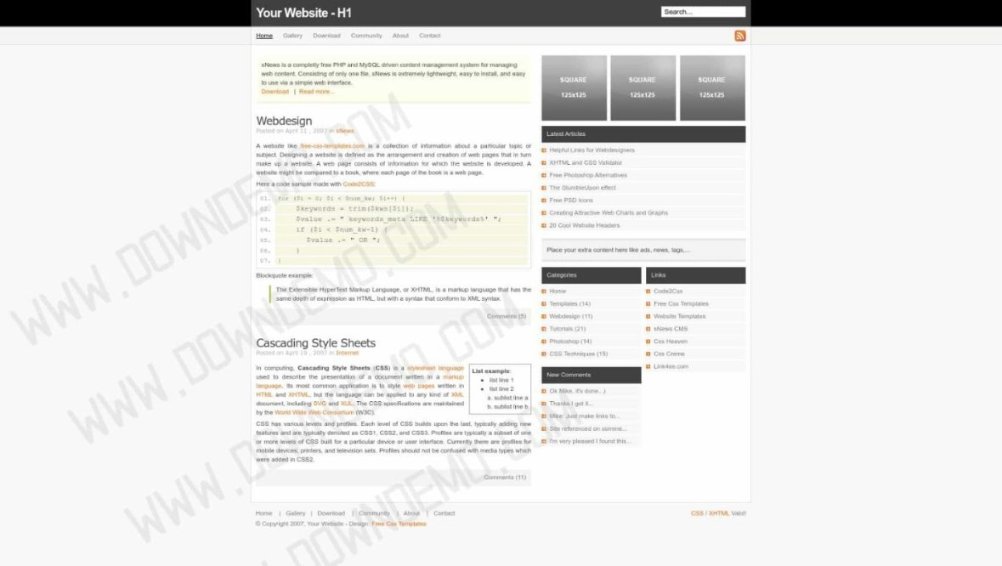 Your Website - H1
Search...
Home Gallery Download Community About Contact
sNews is a completly free PHP and MySQL driven content management system for managing
web content. Consisting of only one file, sNews is extremely lightweight, easy to install, and easy
to use via a simple web interface.
Download | Read more...
Webdesign
Posted on April 11 , 2007 in sNews
A website like free-css-templates.com is a collection of information about a particular topic or
subject. Designing a website is defined as the arrangement and creation of web pages that in turn
make up a website. A web page consists of information for which the website is developed. A
website might be compared to a book, where each page of the book is a web page.
Here a code sample made with Code2CSS:
01. for ($i = 0; $i < $num_kw; $i++) {
02. $keywords = trim($kws[$i]);
03. $value .= " keywords_meta LIKE '%$keywords%' ";
04. if ($i < $num_kw-1) {
05. $value .= " OR ";
06. }
07. }
Blockquote example:
The Extensible HyperText Markup Language, or XHTML, is a markup language that has the
same depth of expression as HTML, but with a syntax that conform to XML syntax.
Comments (5)
Cascading Style Sheets
Posted on April 10 , 2007 in Internet
In computing, Cascading Style Sheets (CSS) is a stylesheet language
used to describe the presentation of a document written in a markup
language. Its most common application is to style web pages written in
HTML and XHTML, but the language can be applied to any kind of XML
document, including SVG and XUL. The CSS specifications are maintained
by the World Wide Web Consortium (W3C).
List example:
list line 1
list line 2
a. sublist line a
b. sublist line b
CSS has various levels and profiles. Each level of CSS builds upon the last, typically adding new
features and are typically denoted as CSS1, CSS2, and CSS3. Profiles are typically a subset of one
or more levels of CSS built for a particular device or user interface. Currently there are profiles for
mobile devices, printers, and television sets. Profiles should not be confused with media types which
were added in CSS2.
Comments (11)
SQUARE
125x125
SQUARE
125x125
SQUARE
125x125
Latest Articles
Helpful Links for Webdesigners
XHTML and CSS Validator
Free Photoshop Alternatives
The StumbleUpon effect
Free PSD Icons
Creating Attractive Web Charts and Graphs
20 Cool Website Headers
Place your extra content here like ads, news, tags,...
Categories
Home
Templates (14)
Webdesign (11)
Tutorials (21)
Photoshop (14)
CSS Techniques (15)
Links
Code2Css
Free Css Templates
Website Templates
sNews CMS
Css Heaven
Css Creme
Link4es.com
New Comments
Ok Mike, it's done...)
Thanks I got it...
Mike: Just make links to...
Site referenced on
I'm very pleased I found this...
Home | Gallery | Download | Community | About | Contact
© Copyright 2007, Your Website - Design: Free Css Templates
CSS / XHTML Valid!
WWW.DOWNDEMO.COM
WWW.DOWNDEMO.COM
WWW.DOWNDEMO.COM
DOWNDEMO.COM